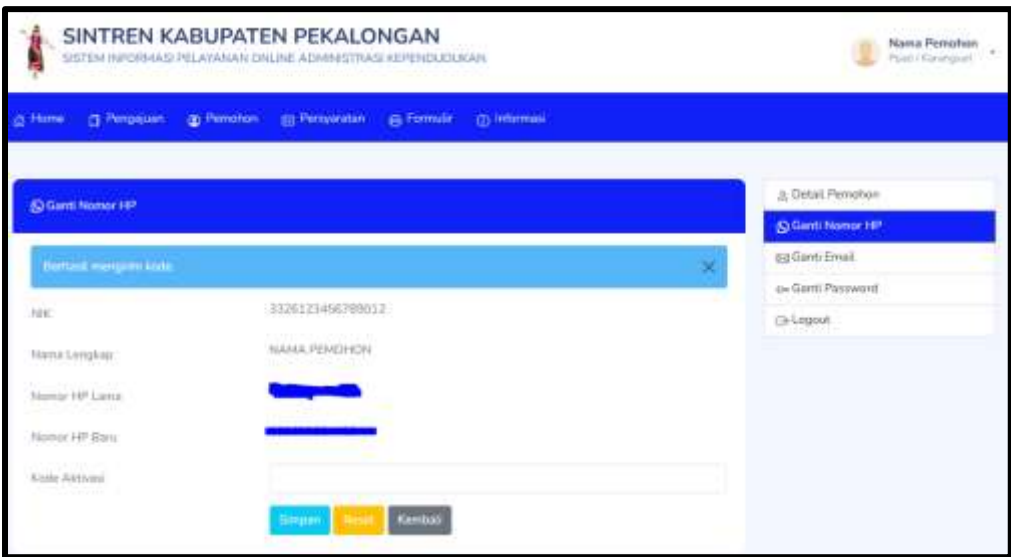 SINTREN KABUPATEN PEKALONGAN
SISTEM INFORMASI PELAYANAN ONLINE ADMINISTRASI KEPENDUDUKAN
Nama Pemohon
Home Pengajuan Pemohon Persyaratan Formulir Informasi
Ganti Nomor HP
Berhasil mengirim kode.
NIK 3326123456789012
Nama Lengkap NAMA PEMOHON
Nomor HP Lama
Nomor HP Baru
Kode Aktivasi
Simpan Reset Kembali
Detail Pemohon
Ganti Nomor HP
Ganti Email
Ganti Password
Logout